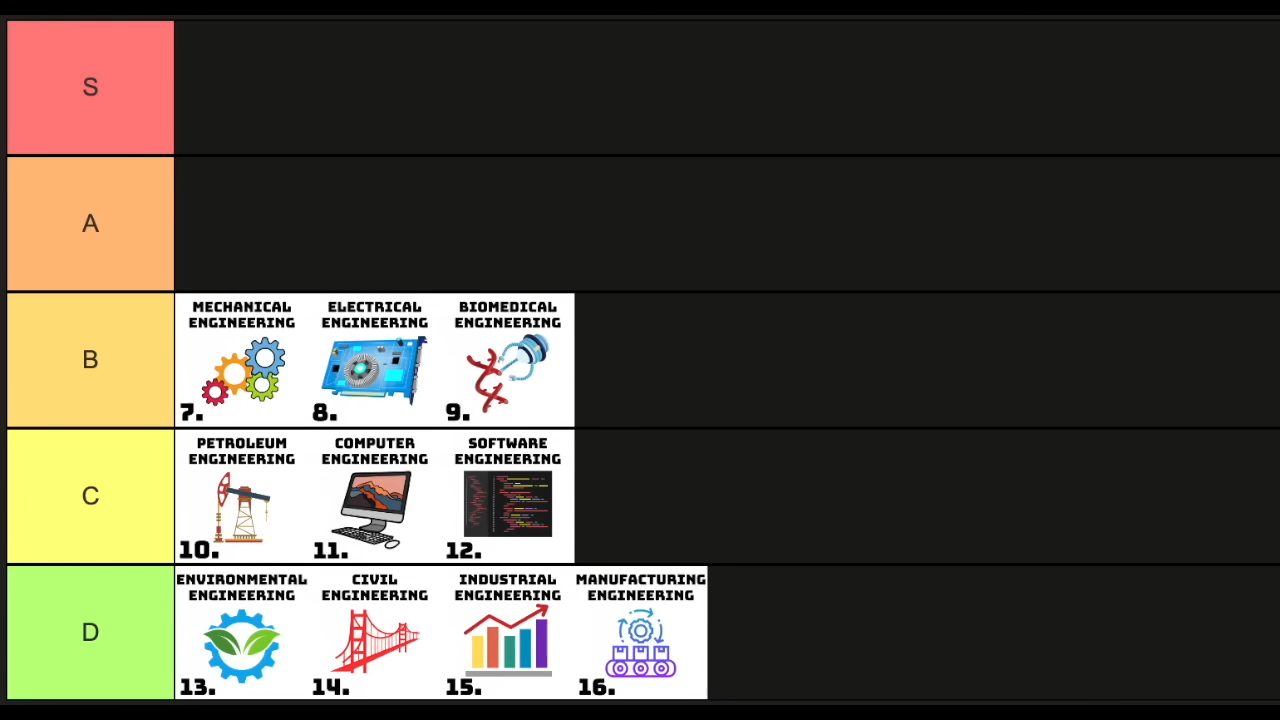 S
A
B
MECHANICAL
ENGINEERING
7.
ELECTRICAL
ENGINEERING
8.
BIOMEDICAL
ENGINEERING
9.
C
PETROLEUM
ENGINEERING
10.
COMPUTER
ENGINEERING
11.
SOFTWARE
ENGINEERING
12.
D
ENVIRONMENTAL
ENGINEERING
13.
CIVIL
ENGINEERING
14.
INDUSTRIAL
ENGINEERING
15.
MANUFACTURING
ENGINEERING
16.